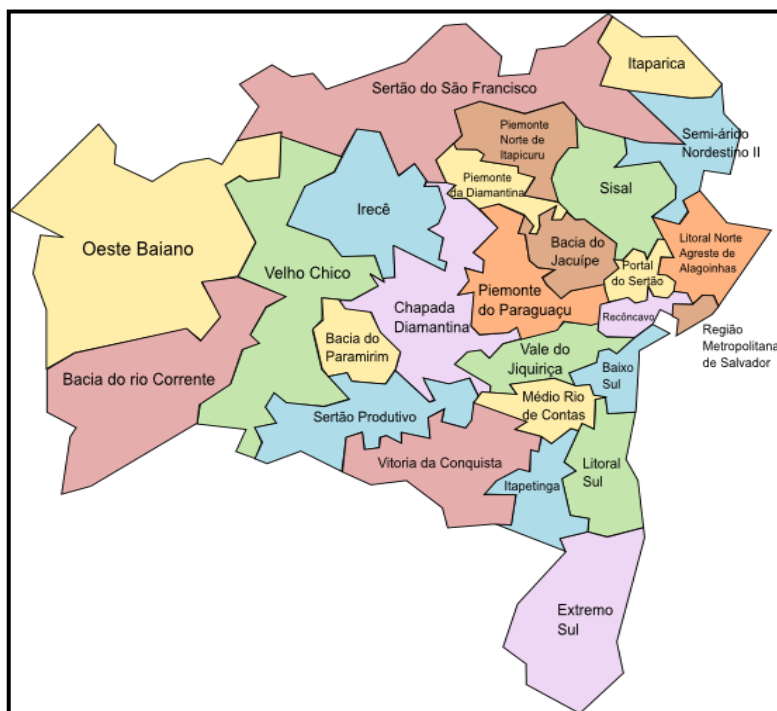 Itaparica
Sertão do São Francisco
Piemonte
Norte de
Itapicuru
Semi-árido
Nordestino II
Piemonte
da Diamantina
Sisal
Irecê
Oeste Baiano
Velho Chico
Bacia do
Jacuípe
Litoral Norte
Agreste de
Alagoinhas
Portal
do Sertão
Chapada
Diamantina
Piemonte
do Paraguaçu
Recôncavo
Região
Metropolitana
de Salvador
Bacia do
Paramirim
Vale do
Jiquiriça
Baixo
Sul
Bacia do rio Corrente
Médio Rio
de Contas
Sertão Produtivo
Vitoria da Conquista
Itapetinga
Litoral
Sul
Extremo
Sul